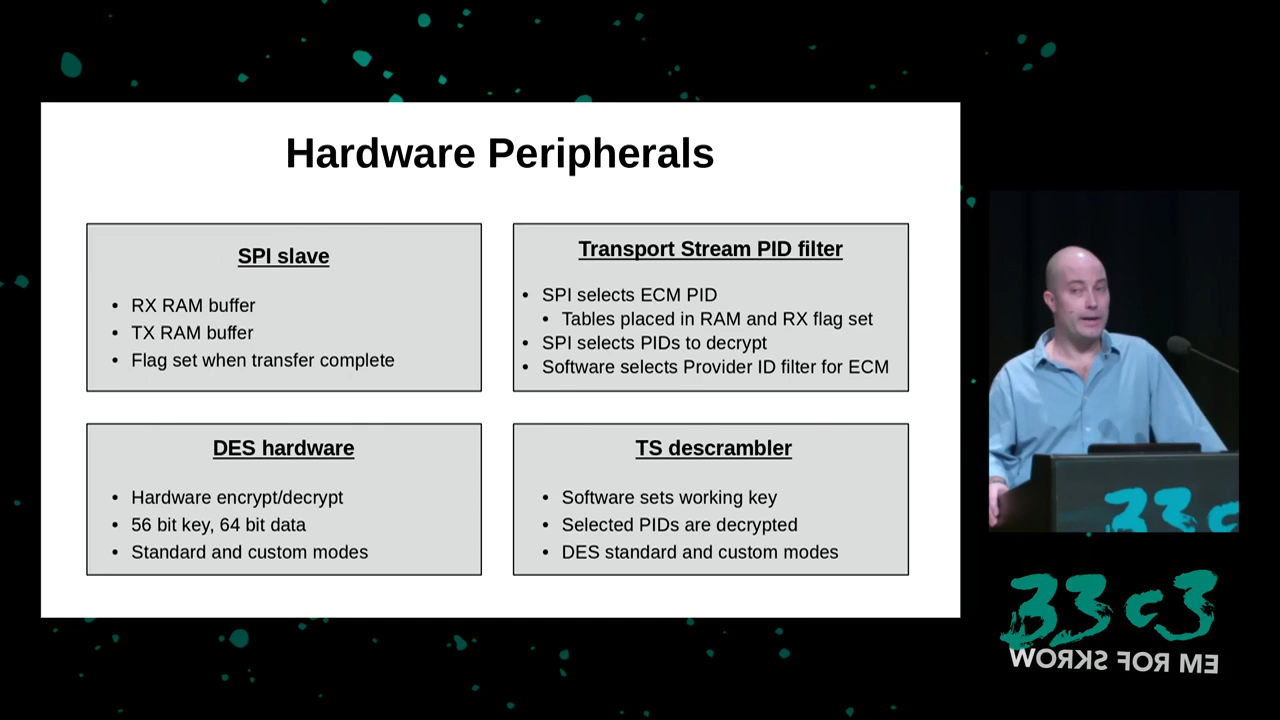 Hardware Peripherals
SPI slave
• RX RAM buffer
• TX RAM buffer
• Flag set when transfer complete
Transport Stream PID filter
• SPI selects ECM PID
• Tables placed in RAM and RX flag set
• SPI selects PIDs to decrypt
• Software selects Provider ID filter for ECM
DES hardware
• Hardware encrypt/decrypt
• 56 bit key, 64 bit data
• Standard and custom modes
TS descrambler
• Software sets working key
• Selected PIDs are decrypted
• DES standard and custom modes
33c
33c3
WORKS FOR ME